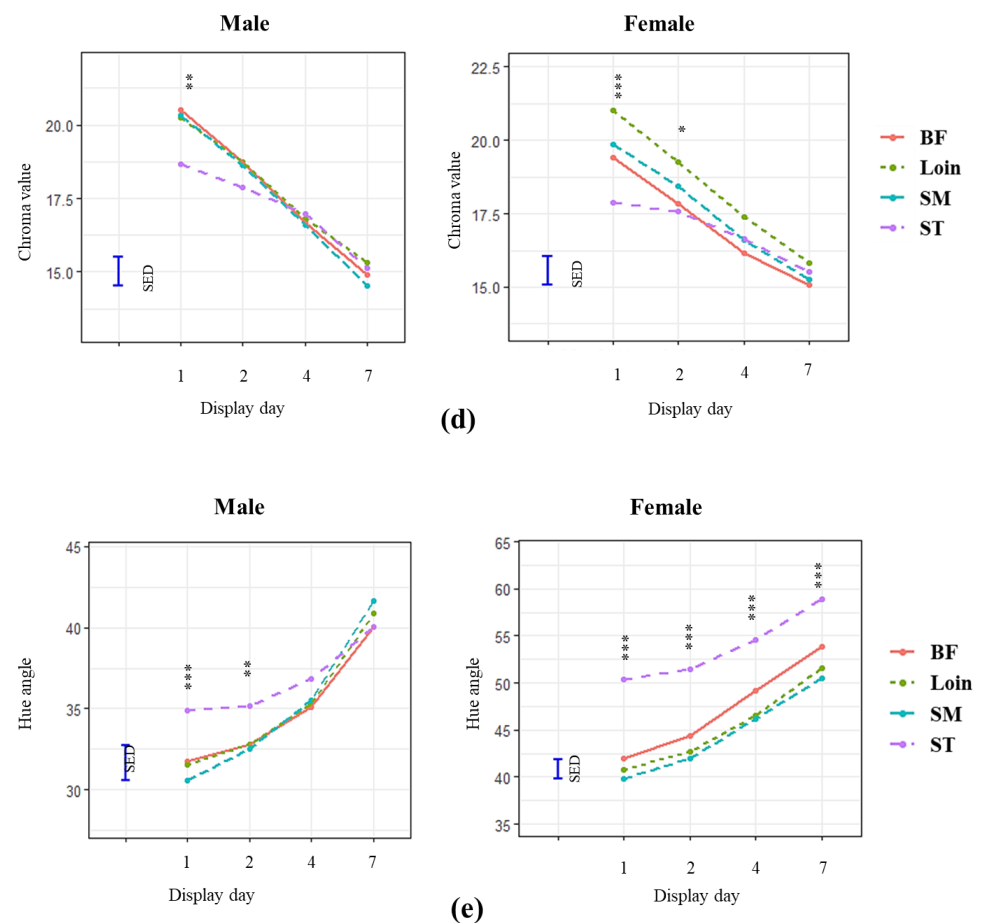 Male
Female
Chroma value
20.0
17.5
15.0
**
SED
1 2 4 7
Display day
Chroma value
22.5
20.0
17.5
15.0
***
*
SED
1 2 4 7
Display day
BF
Loin
SM
ST
(d)
Male
Female
Hue angle
45
40
35
30
***
**
SED
1 2 4 7
Display day
Hue angle
65
60
55
50
45
40
35
***
***
***
***
SED
1 2 4 7
Display day
BF
Loin
SM
ST
(e)